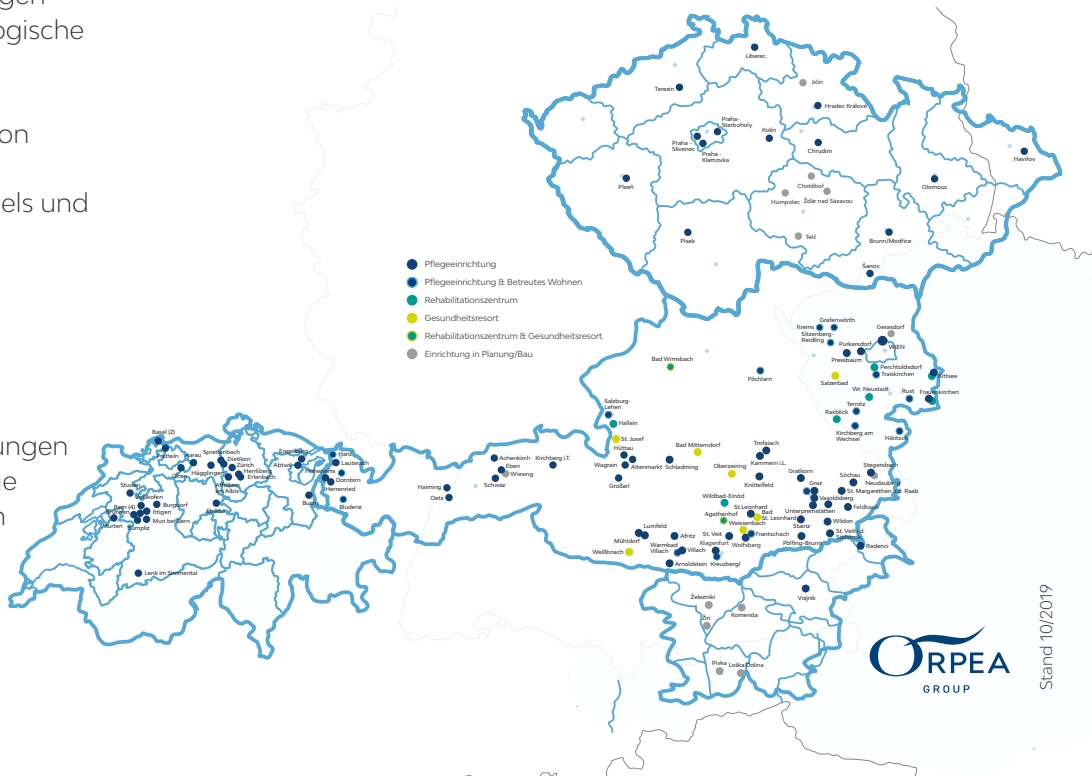 gen
ogische
on
els und
ungen
ge
n
Pflegeeinrichtung
Pflegeeinrichtung & Betreutes Wohnen
Rehabilitationszentrum
Gesundheitsresort
Rehabilitationszentrum & Gesundheitsresort
Einrichtung in Planung/Bau
Liberec
Terezín
Jičín
Hradec Králove
Praha-
Sterboholy
Kolín
Praha -
Slivenec
Praha -
Klamovka
Chrudim
Havířov
Plzeň
Chotěboř
Humpolec
Žďár nad Sázavou
Olomouc
Písek
Telč
Brunn/Modřice
Šanov
Grafenwörth
Krems
Sitzenberg-
Reidling
Gerasdorf
Purkersdorf
WIEN
Pressbaum
Bad Wimsbach
Pöchlarn
Perchtoldsdorf
Traiskirchen
Kittsee
Salzerbad
Wr. Neustadt
Rust
Frauenkirchen
Ternitz
Raxblick
Kirchberg am
Wechsel
Nikitsch
Salzburg-
Lehen
Hallein
St. Josef
Hüttau
Wagrain
Altenmarkt
Schladming
Großarl
Bad Mitterndorf
Trofaiach
Kammern i.L.
Oberzeiring
Knittelfeld
Gratkorn
Graz
Söchau
Stegersbach
Neudauberg
St. Margarethen a.d. Raab
Vasoldsberg
Feldbach
Unterpremstätten
Wildon
Stainz
St. Veit i.d.
Südsteik.
Pölfing-Brunn
Radenci
Wildbad-Einöd
Agathenhof
St.Leonhard
Bad
St. Leonhard
Weissenbach
St. Veit
Frantschach
Klagenfurt
Wolfsberg
Kreuzbergl
Lurnfeld
Mühldorf
Afritz
Warmbad
Villach
Villach
Weißbriach
Arnoldstein
Achenkirch
Kirchberg i.T.
Eben
Wiesing
Schwaz
Haiming
Oetz
Basel (2)
Pratteln
Aarau
Spreitenbach
Dietikon
Zürich
Herrliberg
Erlenbach
Hägglingen
Olten
Affoltern
am Albis
Engelburg
Abtwil
Hard
Lauterach
Hohenems
Dornbirn
Herrenried
Buchs
Bludenz
Studen
Zollikofen
Burgdorf
Bern (4)
Ittigen
Muri bei Bern
Bümpliz
Murten
Ebikon
Lenk im Simmental
Železniki
Komenda
Žiri
Vojnik
Pivka
Loška Dolina
ORPEA
GROUP
Stand 10/2019